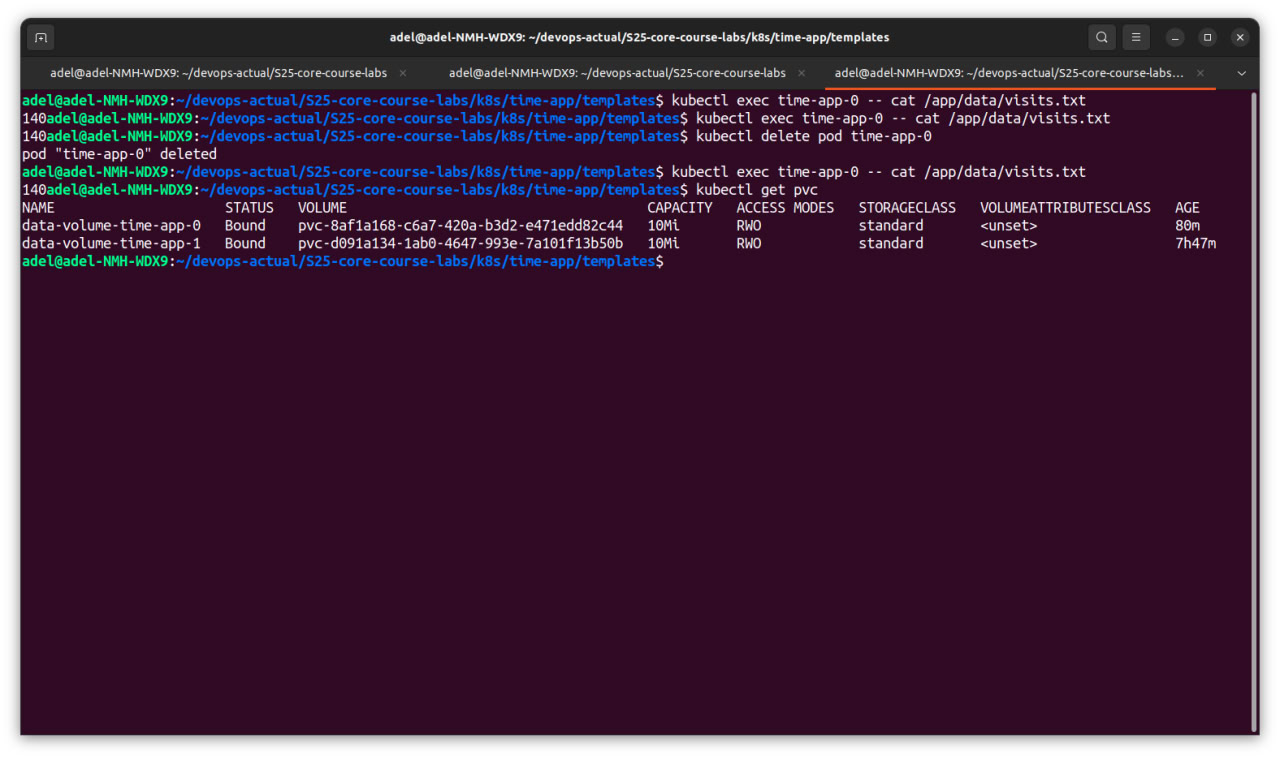 adel@adel-NMH-WDX9: ~/devops-actual/S25-core-course-labs/k8s/time-app/templates
adel@adel-NMH-WDX9: ~/devops-actual/S25-core-course-labs × adel@adel-NMH-WDX9: ~/devops-actual/S25-core-course-labs × adel@adel-NMH-WDX9: ~/devops-actual/S25-core-course-labs... ×
adel@adel-NMH-WDX9:~/devops-actual/S25-core-course-labs/k8s/time-app/templates$ kubectl exec time-app-0 -- cat /app/data/visits.txt
140adel@adel-NMH-WDX9:~/devops-actual/S25-core-course-labs/k8s/time-app/templates$ kubectl exec time-app-0 -- cat /app/data/visits.txt
140adel@adel-NMH-WDX9:~/devops-actual/S25-core-course-labs/k8s/time-app/templates$ kubectl delete pod time-app-0
pod "time-app-0" deleted
adel@adel-NMH-WDX9:~/devops-actual/S25-core-course-labs/k8s/time-app/templates$ kubectl exec time-app-0 -- cat /app/data/visits.txt
140adel@adel-NMH-WDX9:~/devops-actual/S25-core-course-labs/k8s/time-app/templates$ kubectl get pvc
NAME STATUS VOLUME CAPACITY ACCESS MODES STORAGECLASS VOLUMEATTRIBUTESCLASS AGE
data-volume-time-app-0 Bound pvc-8af1a168-c6a7-420a-b3d2-e471edd82c44 10Mi RWO standard <unset> 80m
data-volume-time-app-1 Bound pvc-d091a134-1ab0-4647-993e-7a101f13b50b 10Mi RWO standard <unset> 7h47m
adel@adel-NMH-WDX9:~/devops-actual/S25-core-course-labs/k8s/time-app/templates$